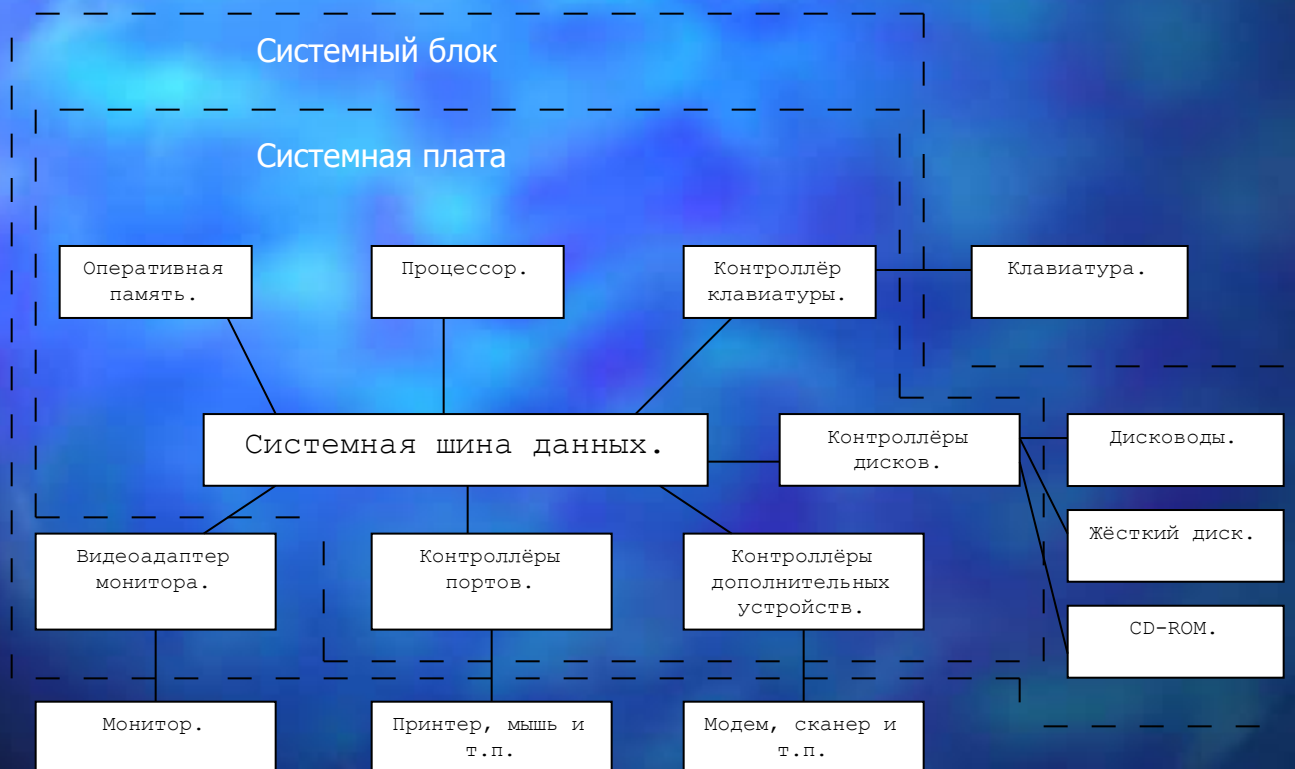 Системный блок
Системная плата
Оперативная
память.
Процессор.
Контроллёр
клавиатуры.
Клавиатура.
Системная шина данных.
Контроллёры
дисков.
Дисководы.
Жёсткий диск.
CD-ROM.
Видеоадаптер
монитора.
Контроллёры
портов.
Контроллёры
дополнительных
устройств.
Монитор.
Принтер, мышь и
т.п.
Модем, сканер и
т.п.